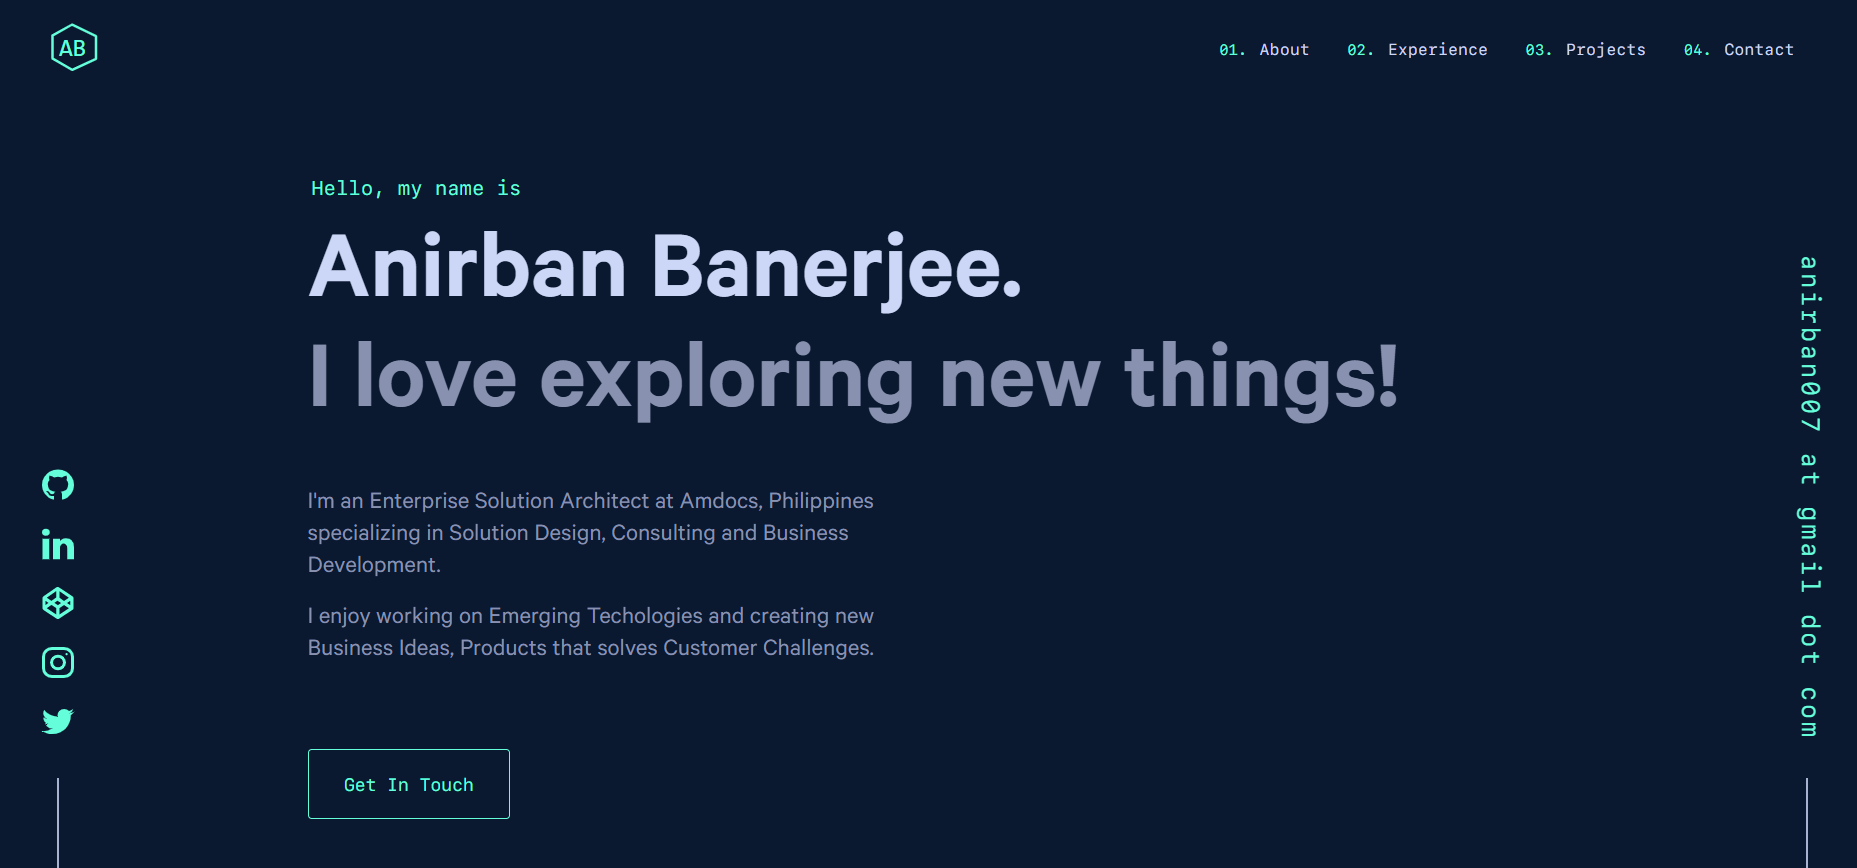 AB
01. About
02. Experience
03. Projects
04. Contact
Hello, my name is
Anirban Banerjee.
I love exploring new things!
I'm an Enterprise Solution Architect at Amdocs, Philippines
specializing in Solution Design, Consulting and Business
Development.
I enjoy working on Emerging Techologies and creating new
Business Ideas, Products that solves Customer Challenges.
Get In Touch
anirban007 at gmail dot com